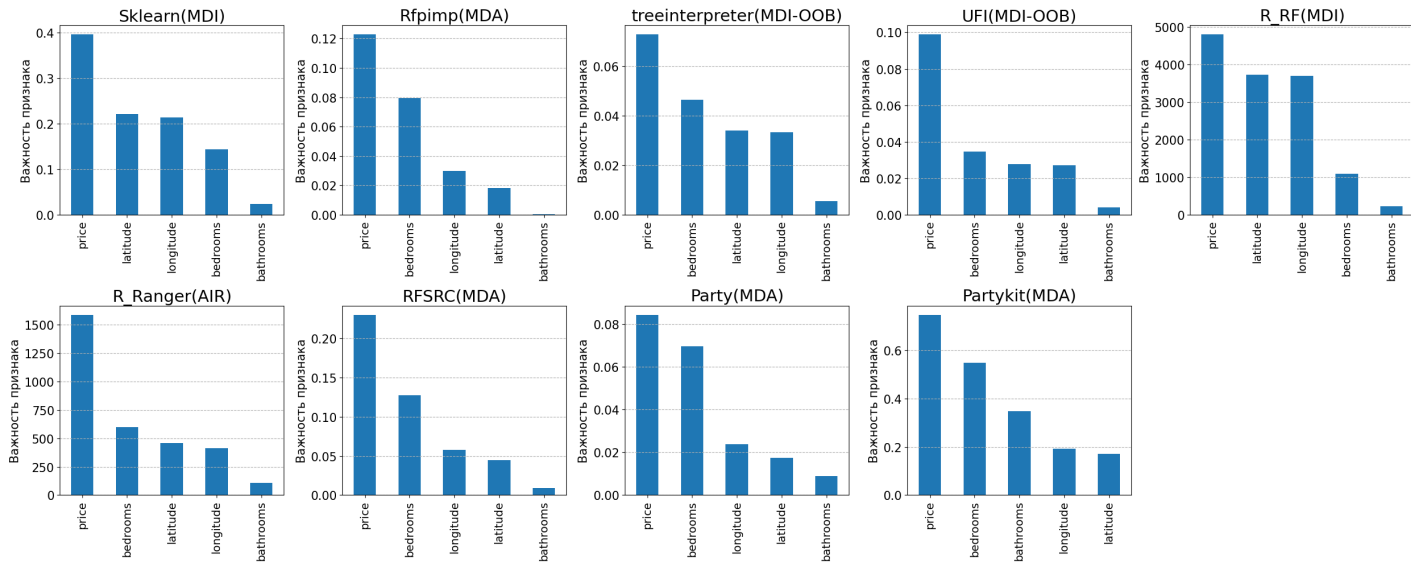 Sklearn(MDI)
Важность признака
0.4
0.3
0.2
0.1
0.0
price
latitude
longitude
bedrooms
bathrooms
Rfpimp(MDA)
Важность признака
0.12
0.10
0.08
0.06
0.04
0.02
0.00
price
bedrooms
longitude
latitude
bathrooms
treeinterpreter(MDI-OOB)
Важность признака
0.06
0.04
0.02
0.00
price
bedrooms
latitude
longitude
bathrooms
UFI(MDI-OOB)
Важность признака
0.10
0.08
0.06
0.04
0.02
0.00
price
bedrooms
longitude
latitude
bathrooms
R_RF(MDI)
Важность признака
5000
4000
3000
2000
1000
0
price
latitude
longitude
bedrooms
bathrooms
R_Ranger(AIR)
Важность признака
1500
1250
1000
750
500
250
0
price
bedrooms
latitude
longitude
bathrooms
RFSRC(MDA)
Важность признака
0.20
0.15
0.10
0.05
0.00
price
bedrooms
longitude
latitude
bathrooms
Party(MDA)
Важность признака
0.08
0.06
0.04
0.02
0.00
price
bedrooms
longitude
latitude
bathrooms
Partykit(MDA)
Важность признака
0.6
0.4
0.2
0.0
price
bedrooms
bathrooms
longitude
latitude